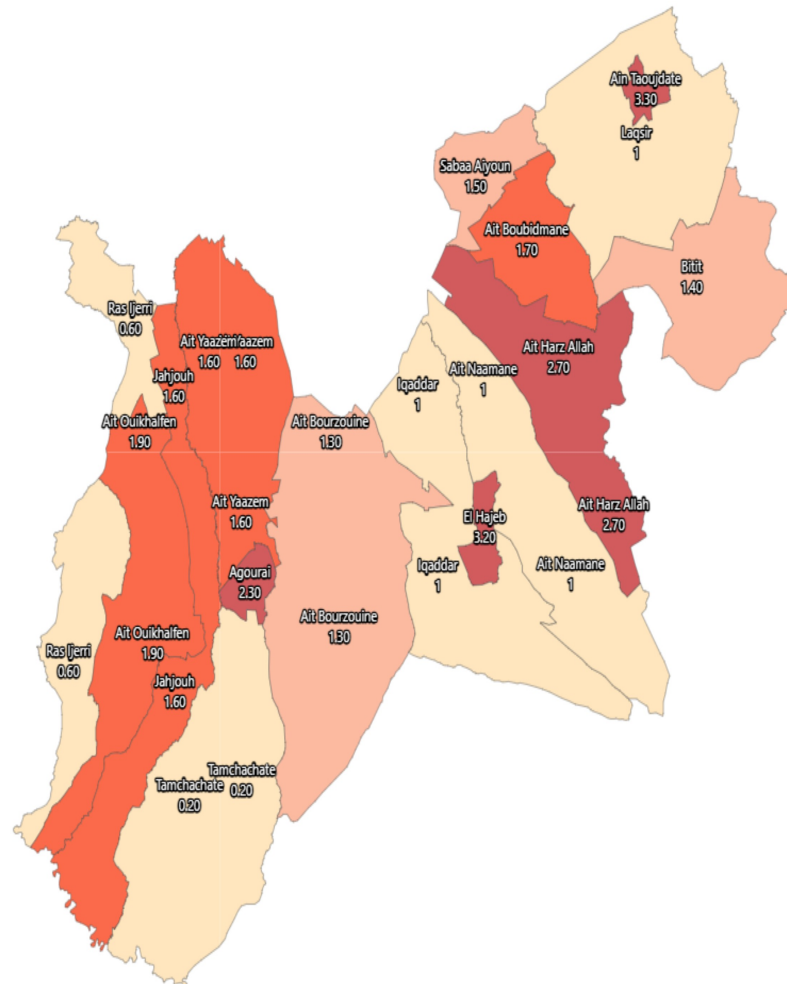 Ain Taoujdate
3.30
Laqsir
1
Sabaa Aiyoun
1.50
Ait Boubidmane
1.70
Bitit
1.40
Ras Ijerri
0.60
Ait Yaazem
1.60
Yaazem
1.60
Ait Harz Allah
2.70
Jahjouh
1.60
Iqaddar
1
Ait Naamane
1
Ait Ouikhalfen
1.90
Ait Bourzouine
1.30
Ait Yaazem
1.60
Ait Harz Allah
2.70
El Hajeb
3.20
Agourai
2.30
Iqaddar
1
Ait Naamane
1
Ait Bourzouine
1.30
Ait Ouikhalfen
1.90
Ras Ijerri
0.60
Jahjouh
1.60
Tamchachate
0.20
Tamchachate
0.20